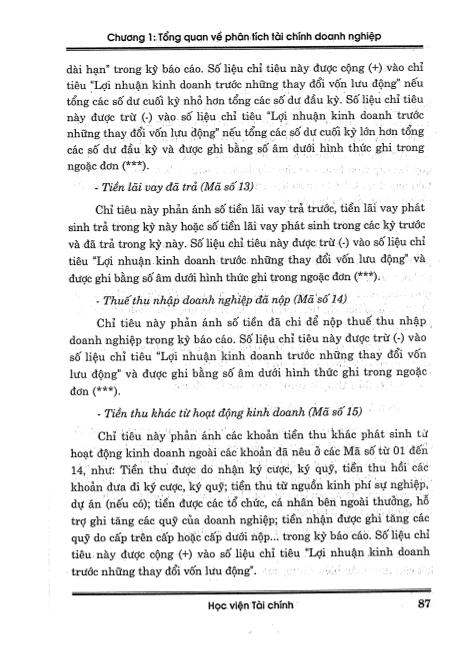 Chương 1: Tổng quan về phân tích tài chính doanh nghiệp
dài hạn" trong kỳ báo cáo. Số liệu chỉ tiêu này được cộng (+) vào chỉ
tiêu "Lợi nhuận kinh doanh trước những thay đổi vốn lưu động" nếu
tổng các số dư cuối kỳ nhỏ hơn tổng các số dư đầu kỳ. Số liệu chỉ tiêu
này được trừ (-) vào số liệu chỉ tiêu "Lợi nhuận kinh doanh trước
những thay đổi vốn lưu động" nếu tổng các số dư cuối kỳ lớn hơn tổng
các số dư đầu kỳ và được ghi bằng số âm dưới hình thức ghi trong
ngoặc đơn (***).
- Tiền lãi vay đã trả (Mã số 13)
Chỉ tiêu này phản ánh số tiền lãi vay trả trước, tiền lãi vay phát
sinh trả trong kỳ này hoặc số tiền lãi vay phát sinh trong các kỳ trước
và đã trả trong kỳ này. Số liệu chỉ tiêu này được trừ (-) vào số liệu chỉ
tiêu "Lợi nhuận kinh doanh trước những thay đổi vốn lưu động" và
được ghi bằng số âm dưới hình thức ghi trong ngoặc đơn (***).
- Thuế thu nhập doanh nghiệp đã nộp (Mã số 14)
Chỉ tiêu này phản ánh số tiền đã chi để nộp thuế thu nhập
doanh nghiệp trong kỳ báo cáo. Số liệu chỉ tiêu này được trừ (-) vào
số liệu chỉ tiêu "Lợi nhuận kinh doanh trước những thay đổi vốn
lưu động" và được ghi bằng số âm dưới hình thức ghi trong ngoặc
đơn (***).
- Tiền thu khác từ hoạt động kinh doanh (Mã số 15)
Chỉ tiêu này phản ánh các khoản tiền thu khác phát sinh từ
hoạt động kinh doanh ngoài các khoản đã nêu ở các Mã số từ 01 đến
14, như: Tiền thu được do nhận ký cược, ký quỹ, tiền thu hồi các
khoản đưa đi ký cược, ký quỹ; tiền thu từ nguồn kinh phí sự nghiệp,
dự án (nếu có); tiền được các tổ chức, cá nhân bên ngoài thưởng, hỗ
trợ ghi tăng các quỹ của doanh nghiệp; tiền nhận được ghi tăng các
quỹ do cấp trên cấp hoặc cấp dưới nộp... trong kỳ báo cáo. Số liệu chỉ
tiêu này được cộng (+) vào số liệu chỉ tiêu "Lợi nhuận kinh doanh
trước những thay đổi vốn lưu động".
Học viện Tài chính 87